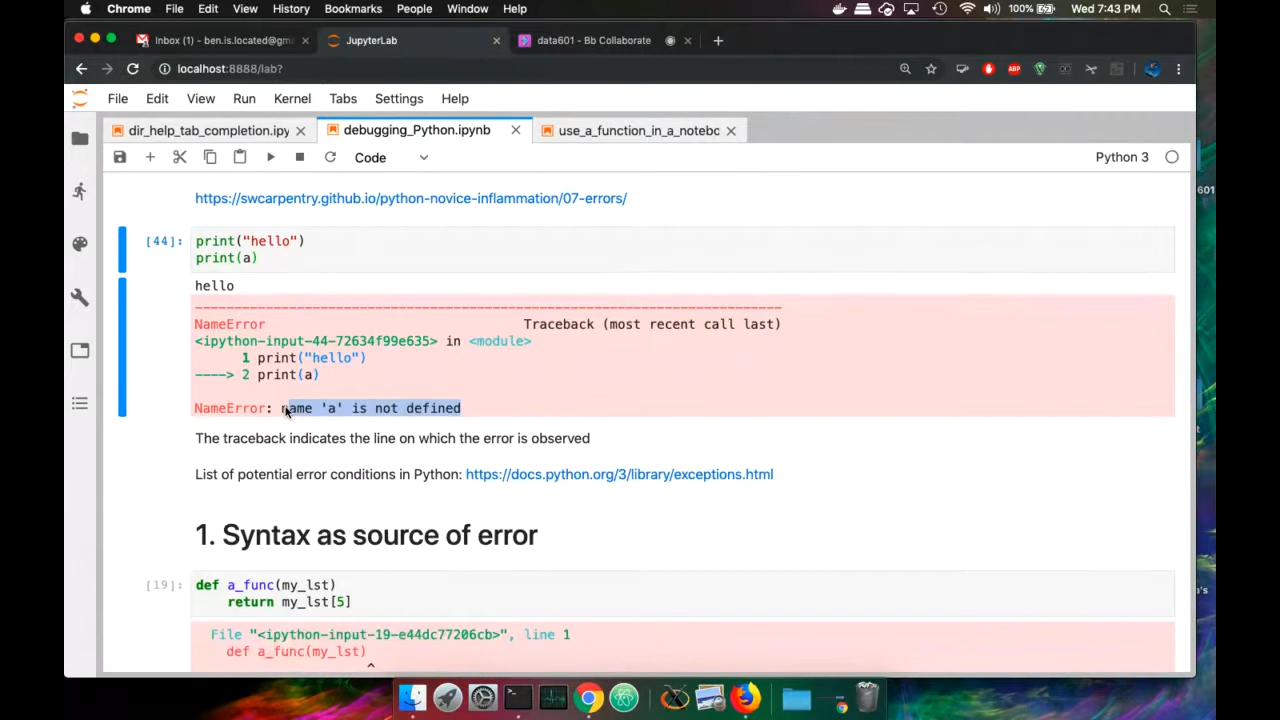 Chrome File Edit View History Bookmarks People Window Help 100% Wed 7:43 PM
Inbox (1) - ben.is.located@gm
JupyterLab
data601 - Bb Collaborate
localhost:8888/lab?
ABP
File Edit View Run Kernel Tabs Settings Help
dir_help_tab_completion.ipy
debugging_Python.ipynb
use_a_function_in_a_notebo
Code
Python 3
601
https://swcarpentry.github.io/python-novice-inflammation/07-errors/
[44]: print("hello")
print(a)
hello
---------------------------------------------------------------------------
NameError Traceback (most recent call last)
<ipython-input-44-72634f99e635> in <module>
1 print("hello")
----> 2 print(a)
NameError: name 'a' is not defined
The traceback indicates the line on which the error is observed
List of potential error conditions in Python: https://docs.python.org/3/library/exceptions.html
1. Syntax as source of error
[19]: def a_func(my_lst)
return my_lst[5]
File "<ipython-input-19-e44dc77206cb>", line 1
def a_func(my_lst)
^